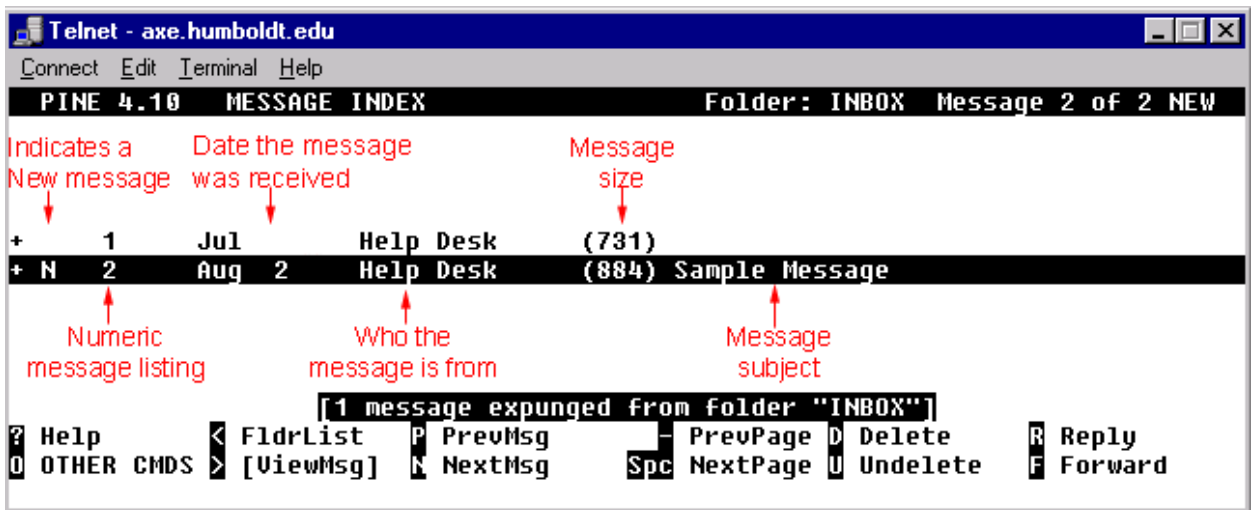 Telnet - axe.humboldt.edu
Connect Edit Terminal Help
PINE 4.10 MESSAGE INDEX Folder: INBOX Message 2 of 2 NEW
Indicates a Date the message Message
New message was received size
+ 1 Jul Help Desk (731)
+ N 2 Aug 2 Help Desk (884) Sample Message
Numeric Who the Message
message listing message is from subject
[1 message expunged from folder "INBOX"]
? Help < FldrList P PrevMsg - PrevPage D Delete R Reply
O OTHER CMDS > [ViewMsg] N NextMsg Spc NextPage U Undelete F Forward